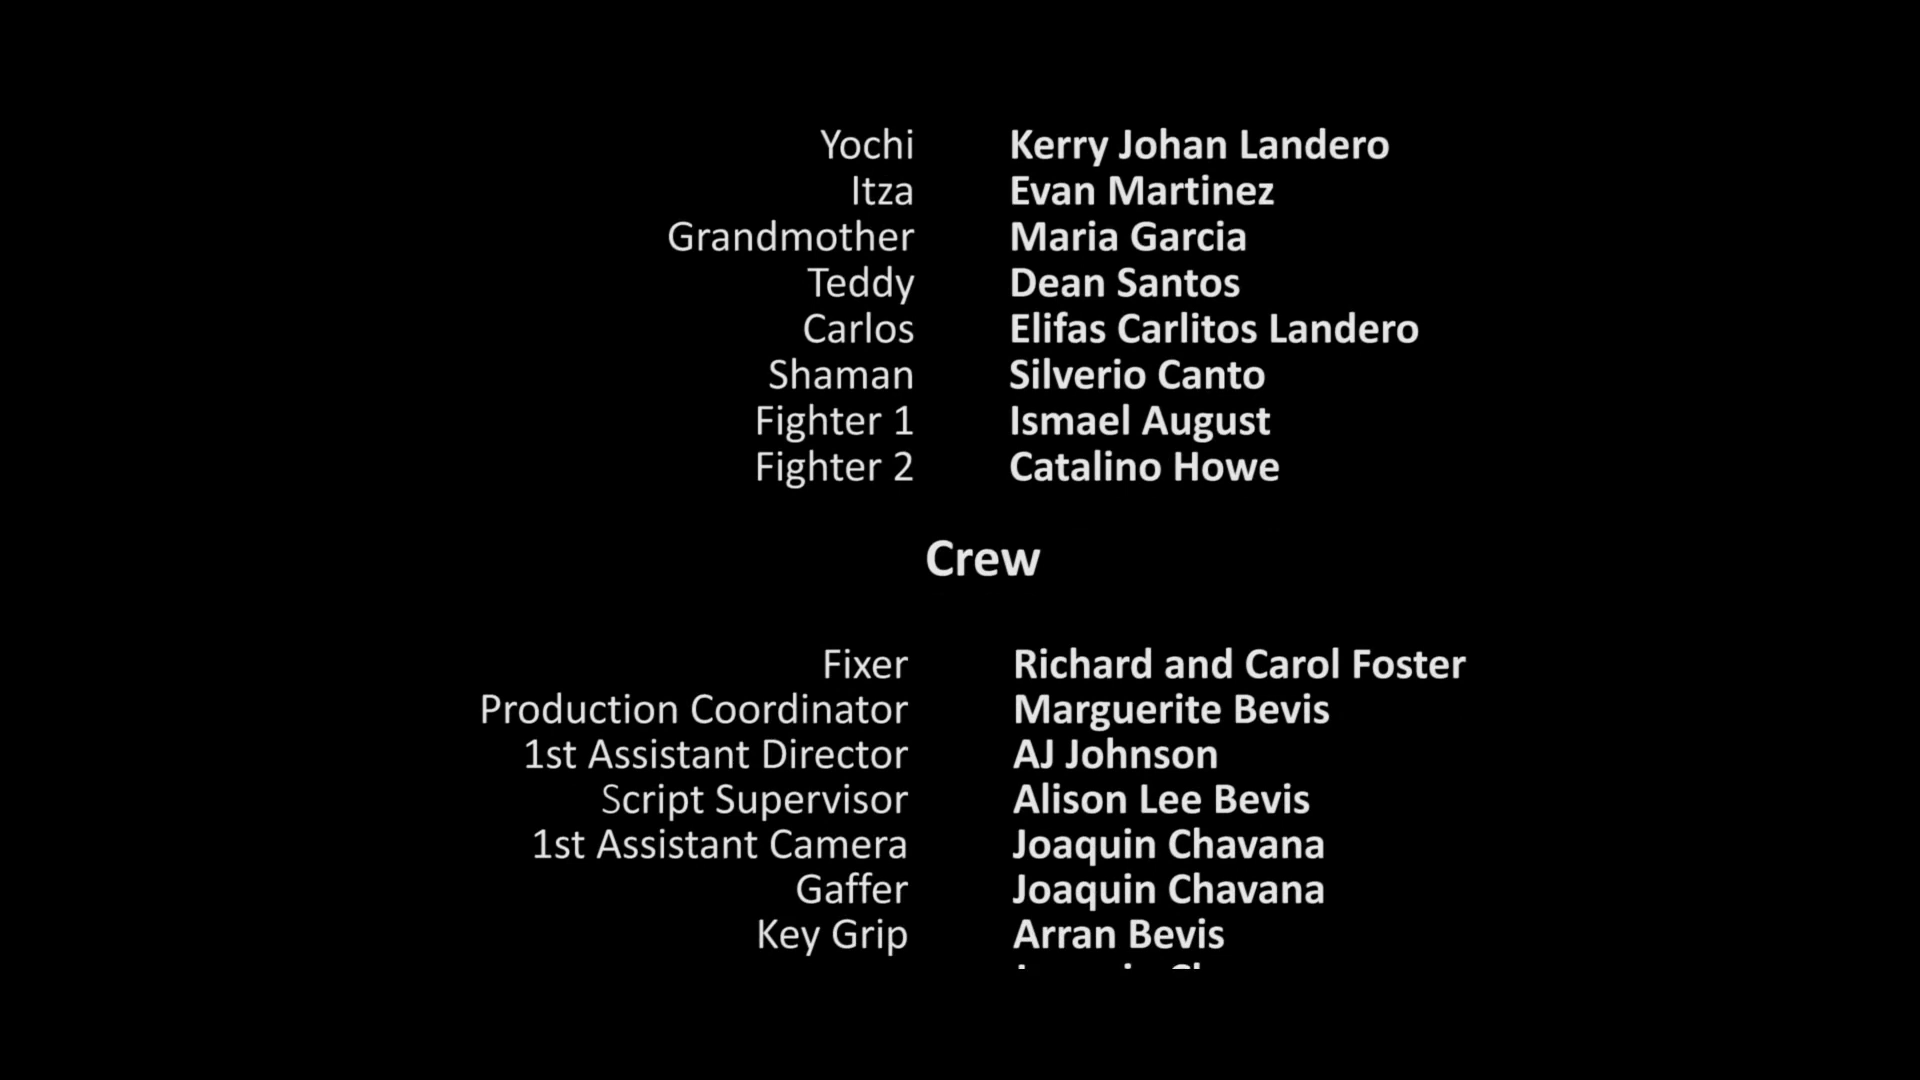 Yochi Kerry Johan Landero
Itza Evan Martinez
Grandmother Maria Garcia
Teddy Dean Santos
Carlos Elifas Carlitos Landero
Shaman Silverio Canto
Fighter 1 Ismael August
Fighter 2 Catalino Howe
Crew
Fixer Richard and Carol Foster
Production Coordinator Marguerite Bevis
1st Assistant Director AJ Johnson
Script Supervisor Alison Lee Bevis
1st Assistant Camera Joaquin Chavana
Gaffer Joaquin Chavana
Key Grip Arran Bevis